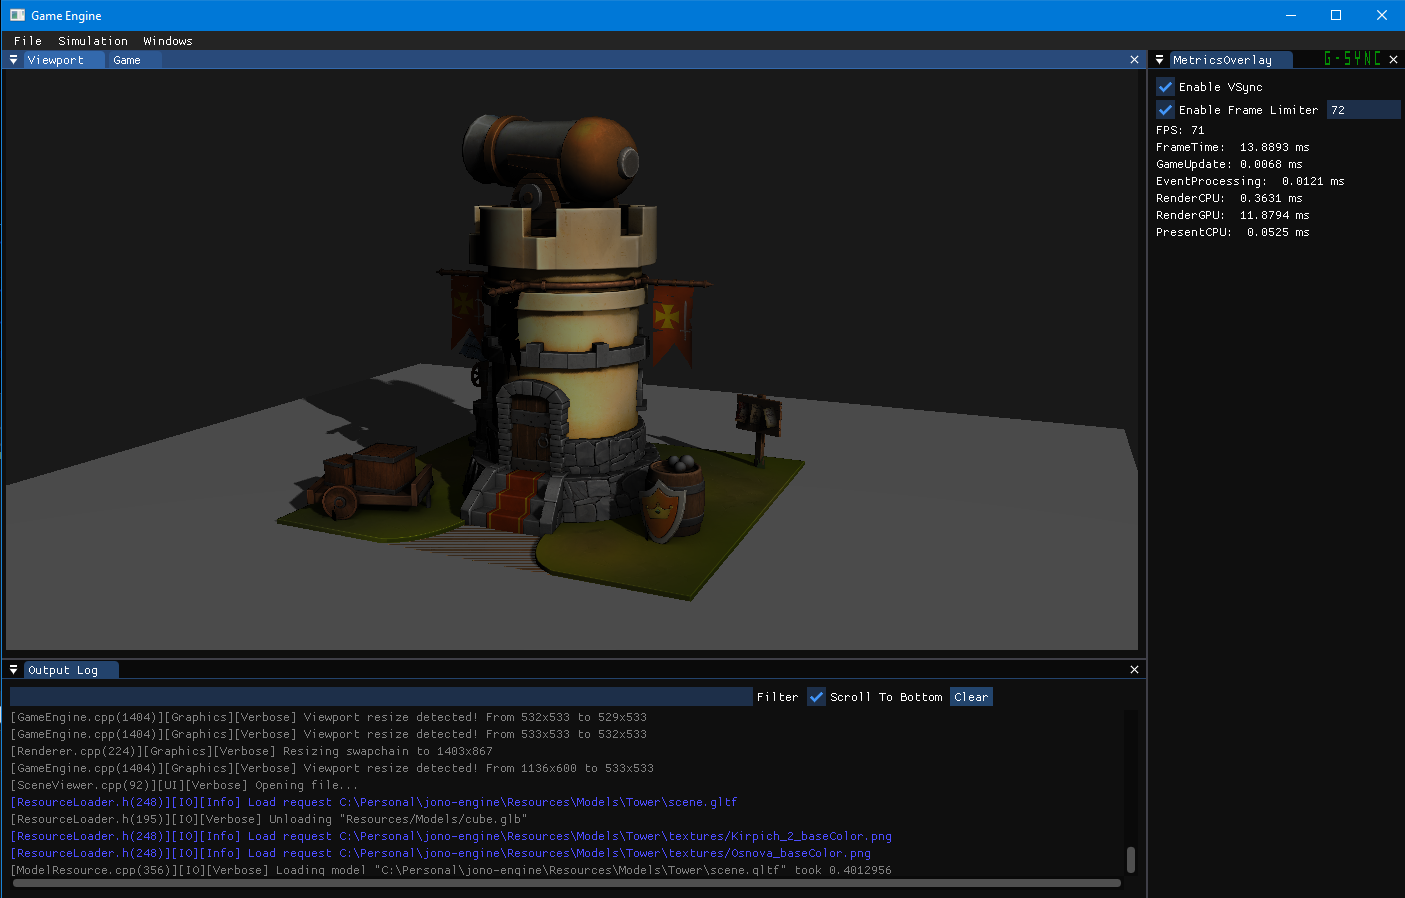 Game Engine
File Simulation Windows
Viewport Game
MetricsOverlay G-SYNC
Enable VSync
Enable Frame Limiter 72
FPS: 71
FrameTime: 13.8893 ms
GameUpdate: 0.0068 ms
EventProcessing: 0.0121 ms
RenderCPU: 0.3631 ms
RenderGPU: 11.8794 ms
PresentCPU: 0.0525 ms
Output Log
Filter Scroll To Bottom Clear
[GameEngine.cpp(1404)][Graphics][Verbose] Viewport resize detected! From 532x533 to 529x533
[GameEngine.cpp(1404)][Graphics][Verbose] Viewport resize detected! From 533x533 to 532x533
[Renderer.cpp(224)][Graphics][Verbose] Resizing swapchain to 1403x867
[GameEngine.cpp(1404)][Graphics][Verbose] Viewport resize detected! From 1136x600 to 533x533
[SceneViewer.cpp(92)][UI][Verbose] Opening file...
[ResourceLoader.h(248)][IO][Info] Load request C:\Personal\jono-engine\Resources\Models\Tower\scene.gltf
[ResourceLoader.h(195)][IO][Verbose] Unloading "Resources/Models/cube.glb"
[ResourceLoader.h(248)][IO][Info] Load request C:\Personal\jono-engine\Resources\Models\Tower\textures/Kirpich_2_baseColor.png
[ResourceLoader.h(248)][IO][Info] Load request C:\Personal\jono-engine\Resources\Models\Tower\textures/Osnova_baseColor.png
[ModelResource.cpp(356)][IO][Verbose] Loading model "C:\Personal\jono-engine\Resources\Models\Tower\scene.gltf" took 0.4012956